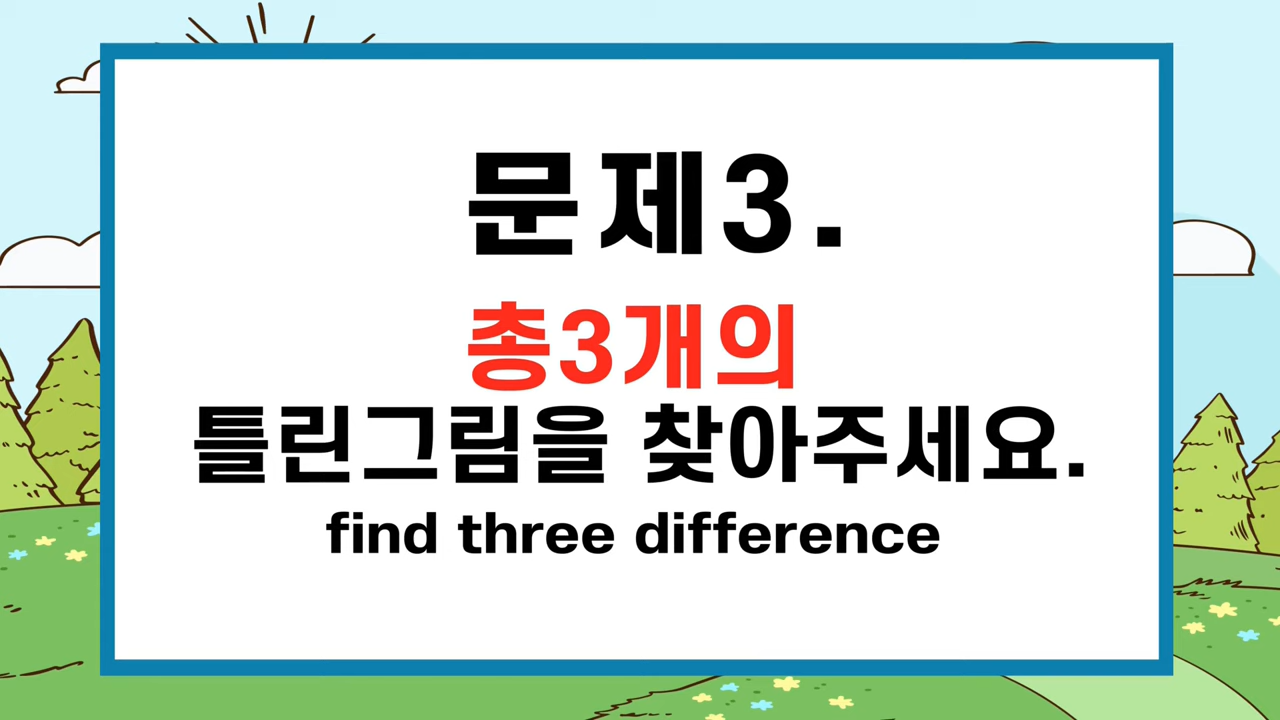 문제3.
총3개의
틀린그림을 찾아주세요.
find three difference